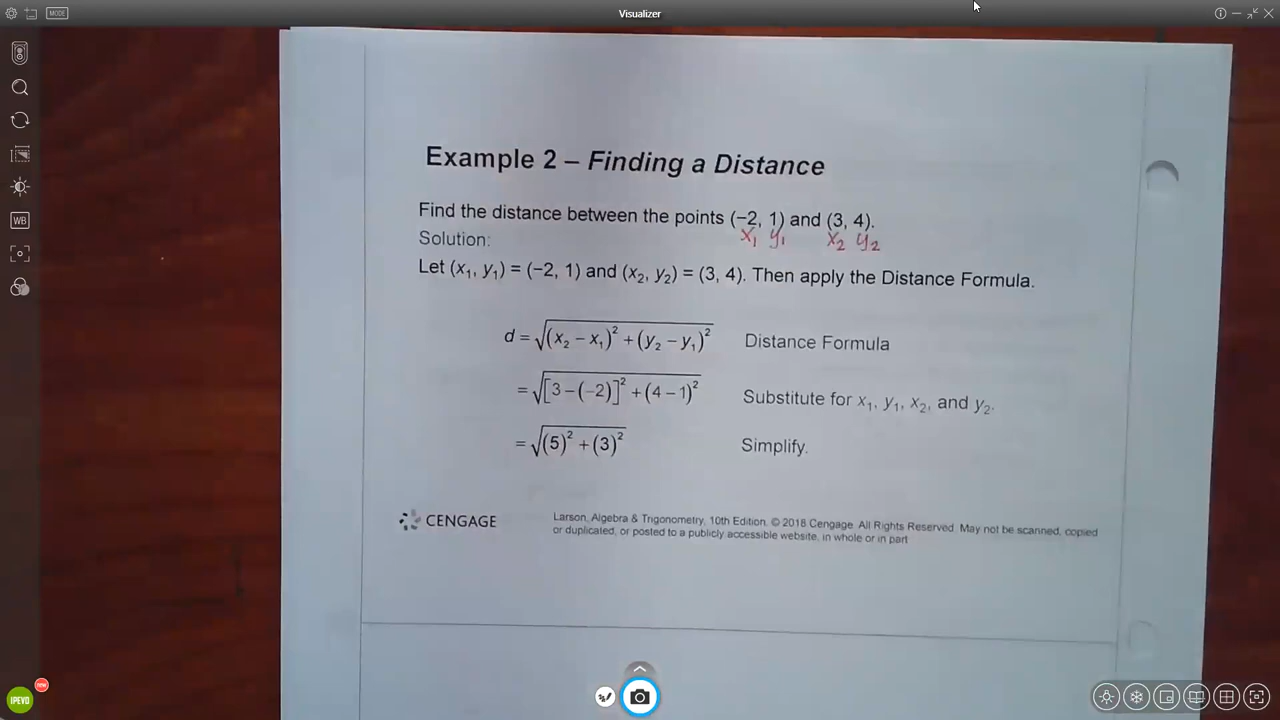 MODE
Visualizer
WB
Example 2 – Finding a Distance
Find the distance between the points (−2, 1) and (3, 4).
x₁ y₁ x₂ y₂
Solution:
Let (x₁, y₁) = (−2, 1) and (x₂, y₂) = (3, 4). Then apply the Distance Formula.
d = √(x₂ − x₁)² + (y₂ − y₁)² Distance Formula
= √[3 − (−2)]² + (4 − 1)² Substitute for x₁, y₁, x₂, and y₂.
= √(5)² + (3)² Simplify.
CENGAGE
Larson, Algebra & Trigonometry, 10th Edition. © 2018 Cengage. All Rights Reserved. May not be scanned, copied
or duplicated, or posted to a publicly accessible website, in whole or in part
IPEVO
new